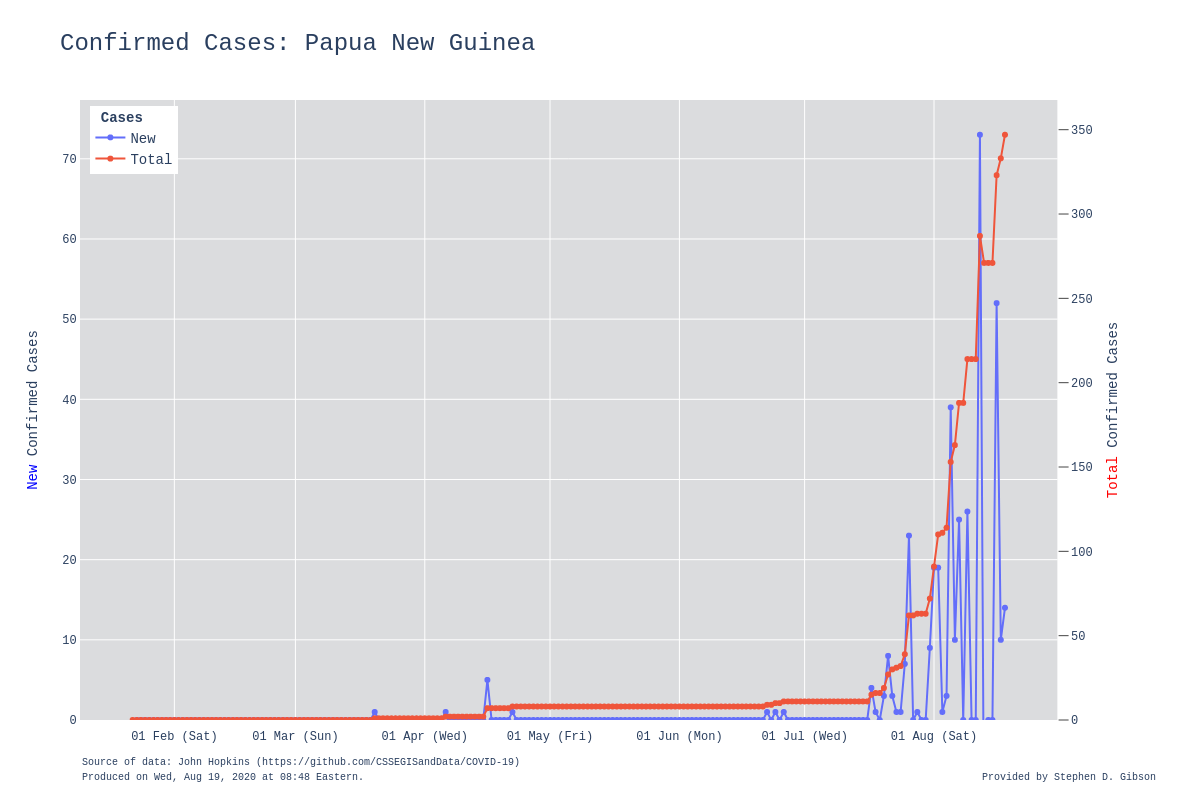 Confirmed Cases: Papua New Guinea
Cases
New
Total
70
60
50
40
30
20
10
0
New Confirmed Cases
350
300
250
200
150
100
50
0
Total Confirmed Cases
01 Feb (Sat)
01 Mar (Sun)
01 Apr (Wed)
01 May (Fri)
01 Jun (Mon)
01 Jul (Wed)
01 Aug (Sat)
Source of data: John Hopkins (https://github.com/CSSEGISandData/COVID-19)
Produced on Wed, Aug 19, 2020 at 08:48 Eastern.
Provided by Stephen D. Gibson